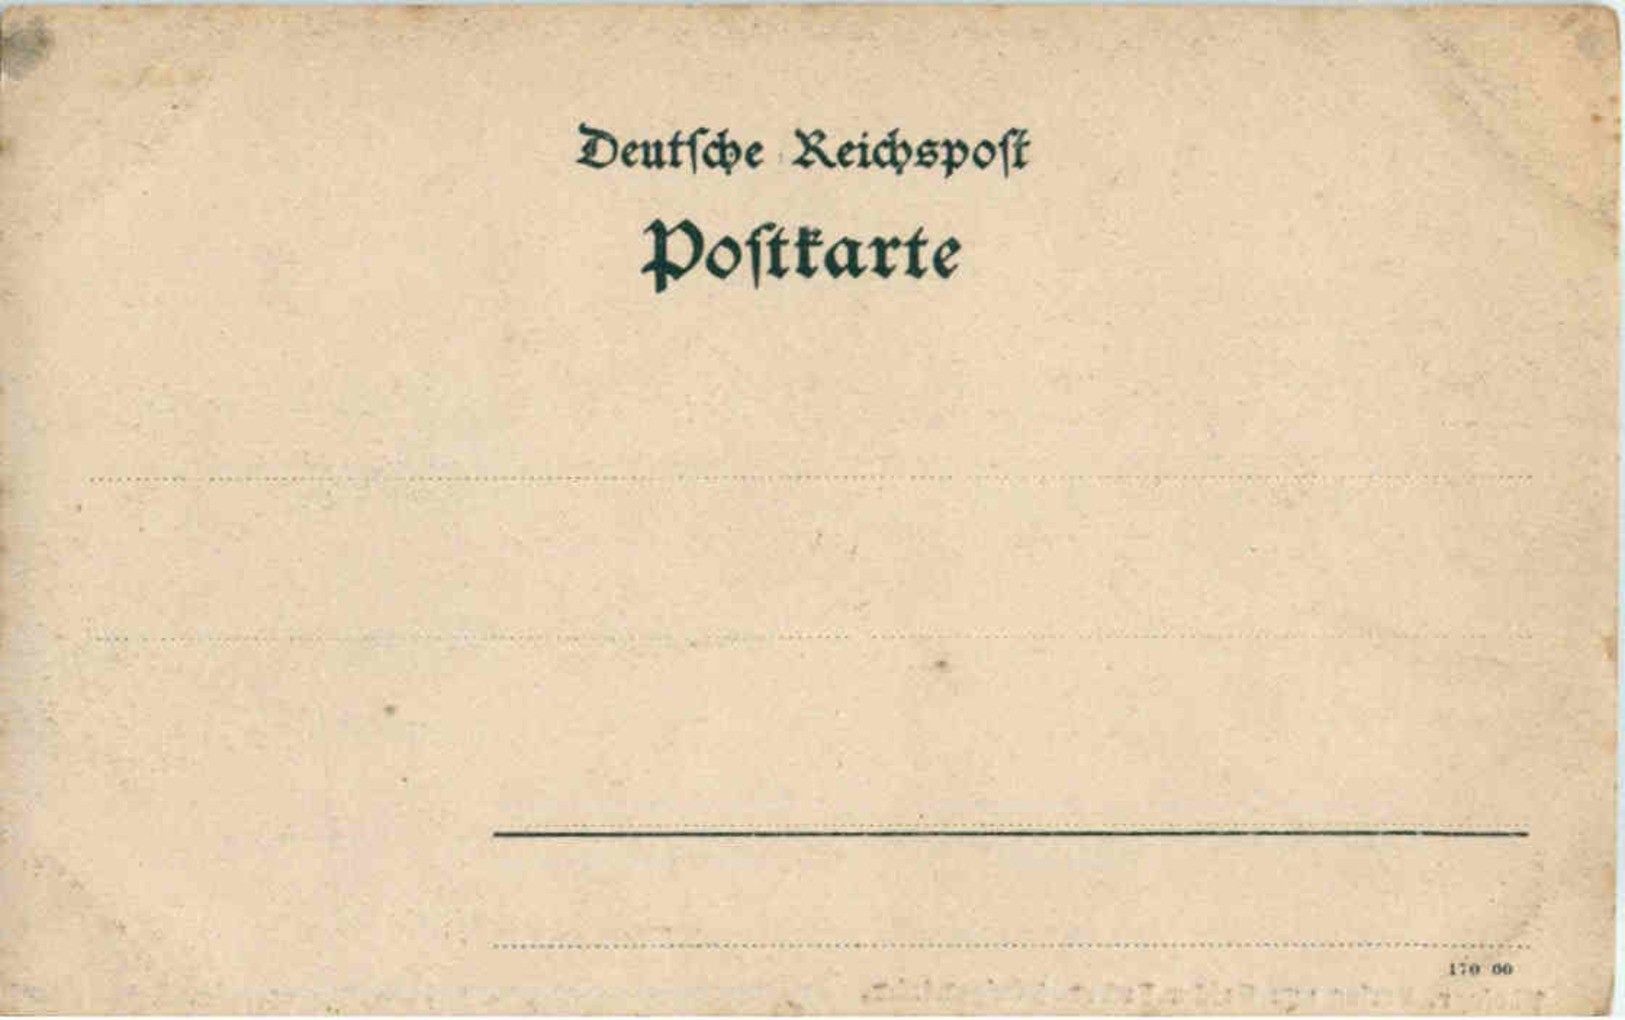 Deutſche Reichspoſt
Poſtkarte
170 00